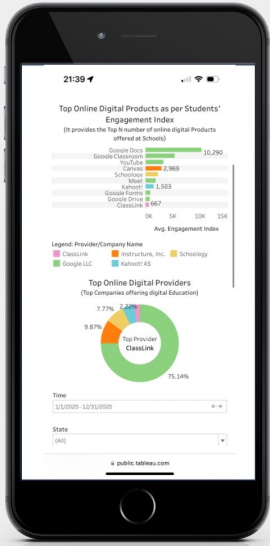 21:39
Top Online Digital Products as per Students'
Engagement Index
(It provides the Top N number of online digital Products
offered at Schools)
Google Docs 10,290
Google Classroom
YouTube
Canvas 2,969
Schoology
Meet
Kahoot! 1,503
Google Forms
Google Drive
ClassLink 667
0K 5K 10K 15K
Avg. Engagement Index
Legend: Provider/Company Name
ClassLink Instructure, Inc. Schoology
Google LLC Kahoot! AS
Top Online Digital Providers
(Top Companies offering digital Education)
2.22%
7.77%
9.87%
Top Provider
ClassLink
75.14%
Time
1/1/2020 - 12/31/2020
State
(All)
public.tableau.com